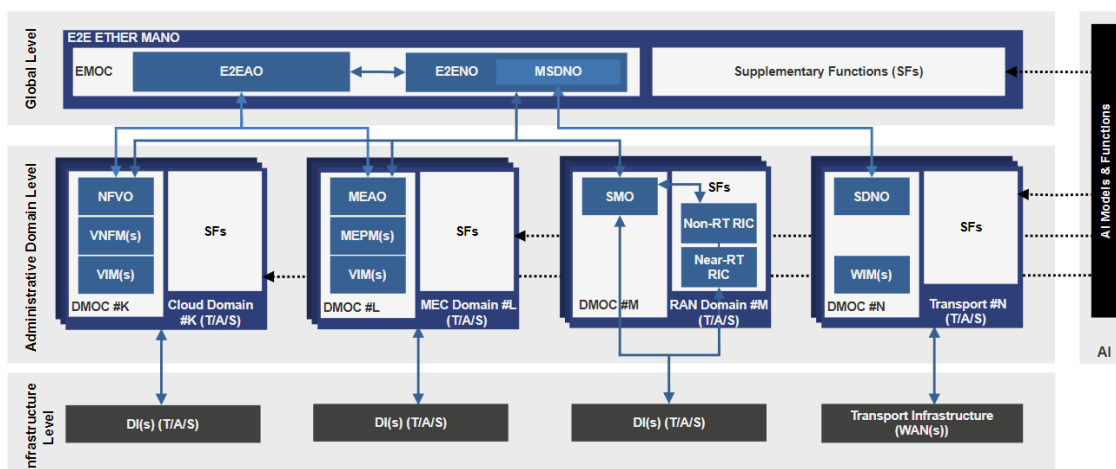 Global Level
E2E ETHER MANO
EMOC
E2EAO
E2ENO
MSDNO
Supplementary Functions (SFs)
AI Models & Functions
AI
Administrative Domain Level
NFVO
VNFM(s)
VIM(s)
SFs
DMOC #K
Cloud Domain
#K (T/A/S)
MEAO
MEPM(s)
VIM(s)
SFs
DMOC #L
MEC Domain #L
(T/A/S)
SMO
SFs
Non-RT RIC
Near-RT
RIC
DMOC #M
RAN Domain #M
(T/A/S)
SDNO
WIM(s)
SFs
DMOC #N
Transport #N
(T/A/S)
nfrastructure
Level
DI(s) (T/A/S)
DI(s) (T/A/S)
DI(s) (T/A/S)
Transport Infrastructure
(WAN(s))